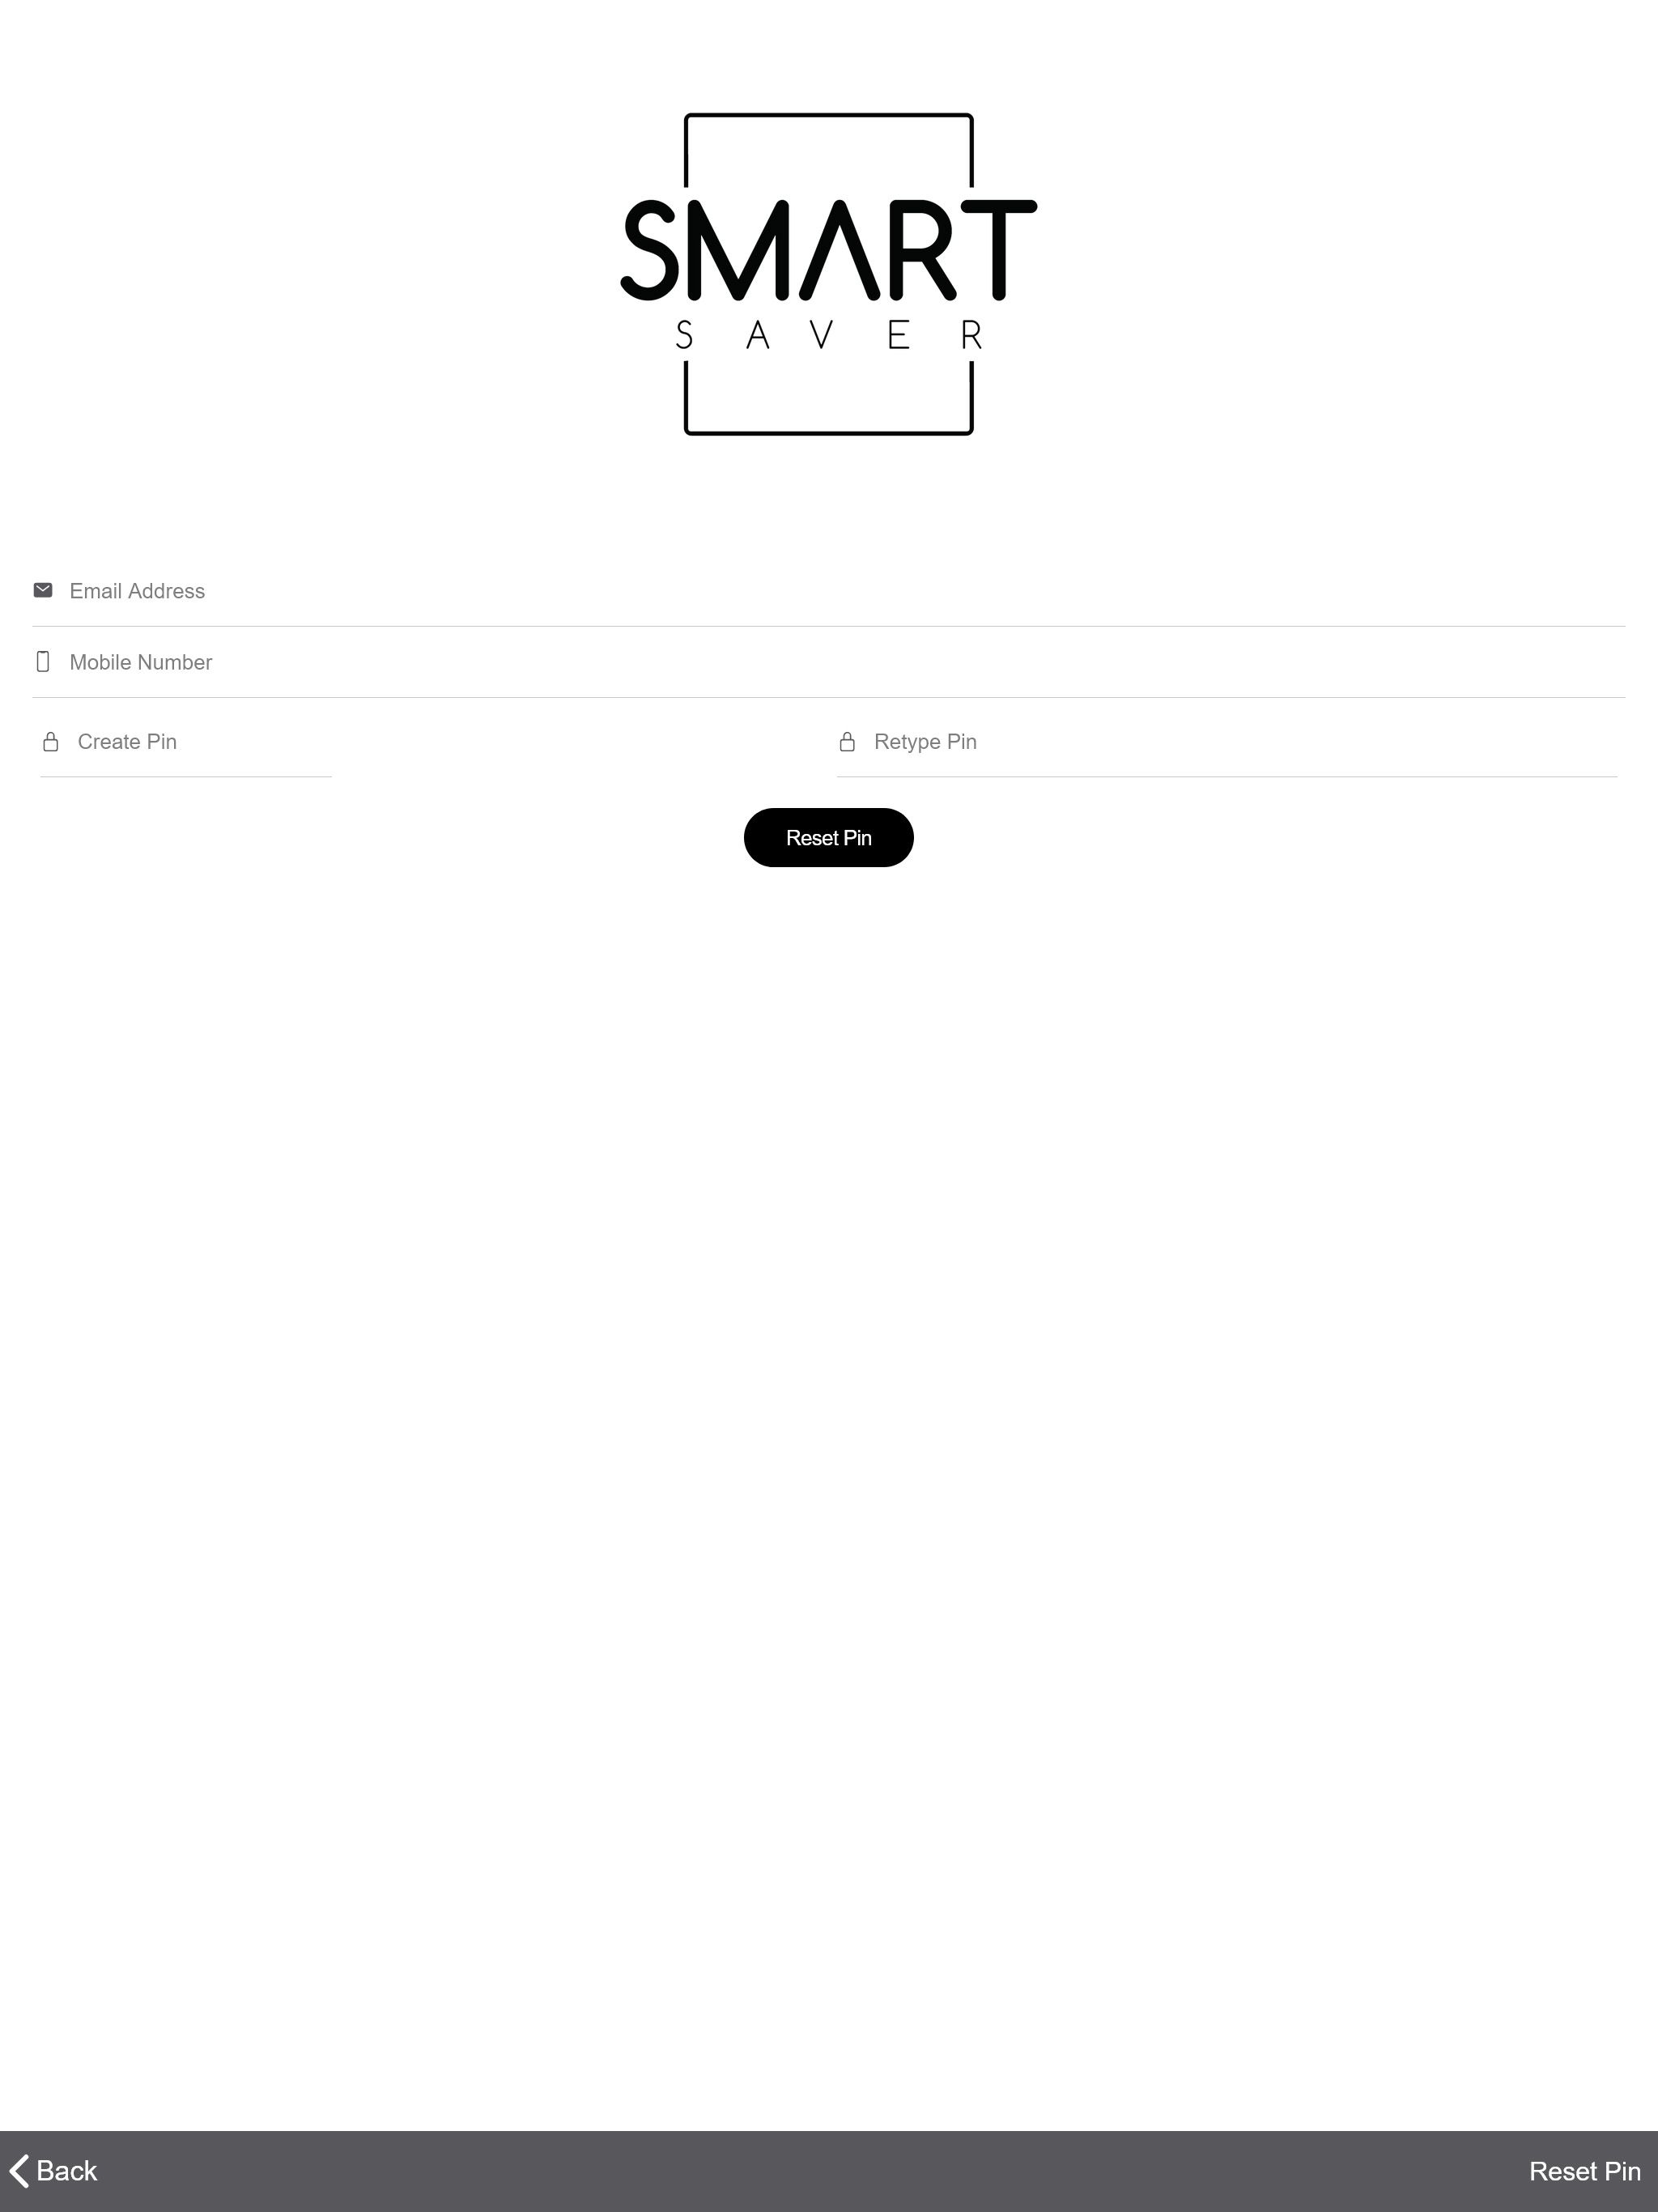 SMART
SAVER
Email Address
Mobile Number
Create Pin Retype Pin
Reset Pin
Back Reset Pin